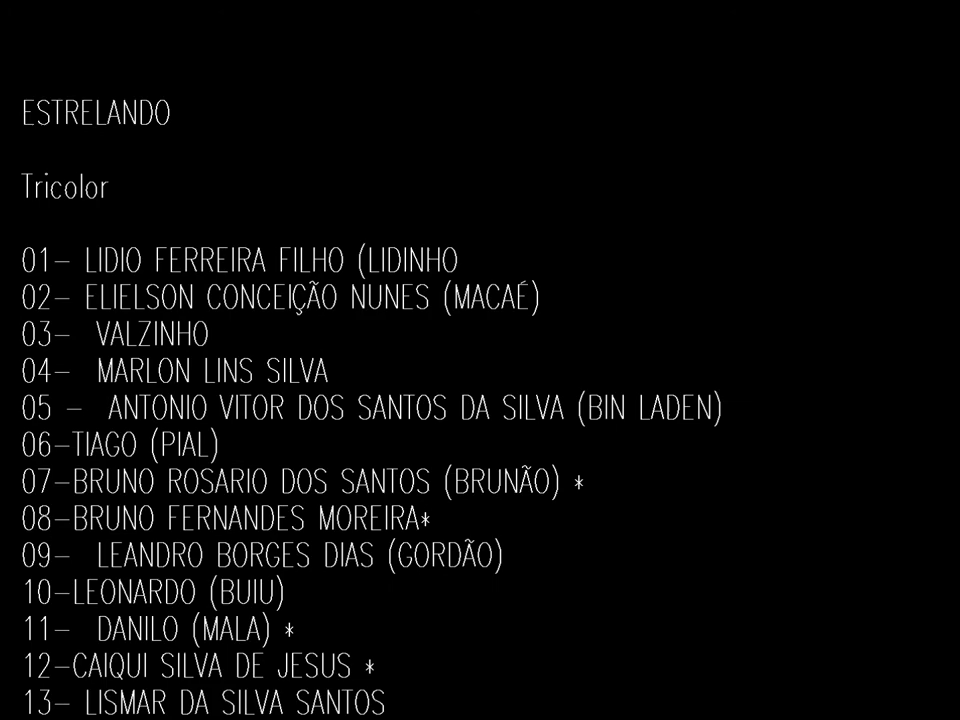 ESTRELANDO
Tricolor
01- LIDIO FERREIRA FILHO (LIDINHO
02- ELIELSON CONCEIÇÃO NUNES (MACAÉ)
03- VALZINHO
04- MARLON LINS SILVA
05 - ANTONIO VITOR DOS SANTOS DA SILVA (BIN LADEN)
06-TIAGO (PIAL)
07-BRUNO ROSARIO DOS SANTOS (BRUNÃO) *
08-BRUNO FERNANDES MOREIRA*
09- LEANDRO BORGES DIAS (GORDÃO)
10-LEONARDO (BUIU)
11- DANILO (MALA) *
12-CAIQUI SILVA DE JESUS *
13- LISMAR DA SILVA SANTOS